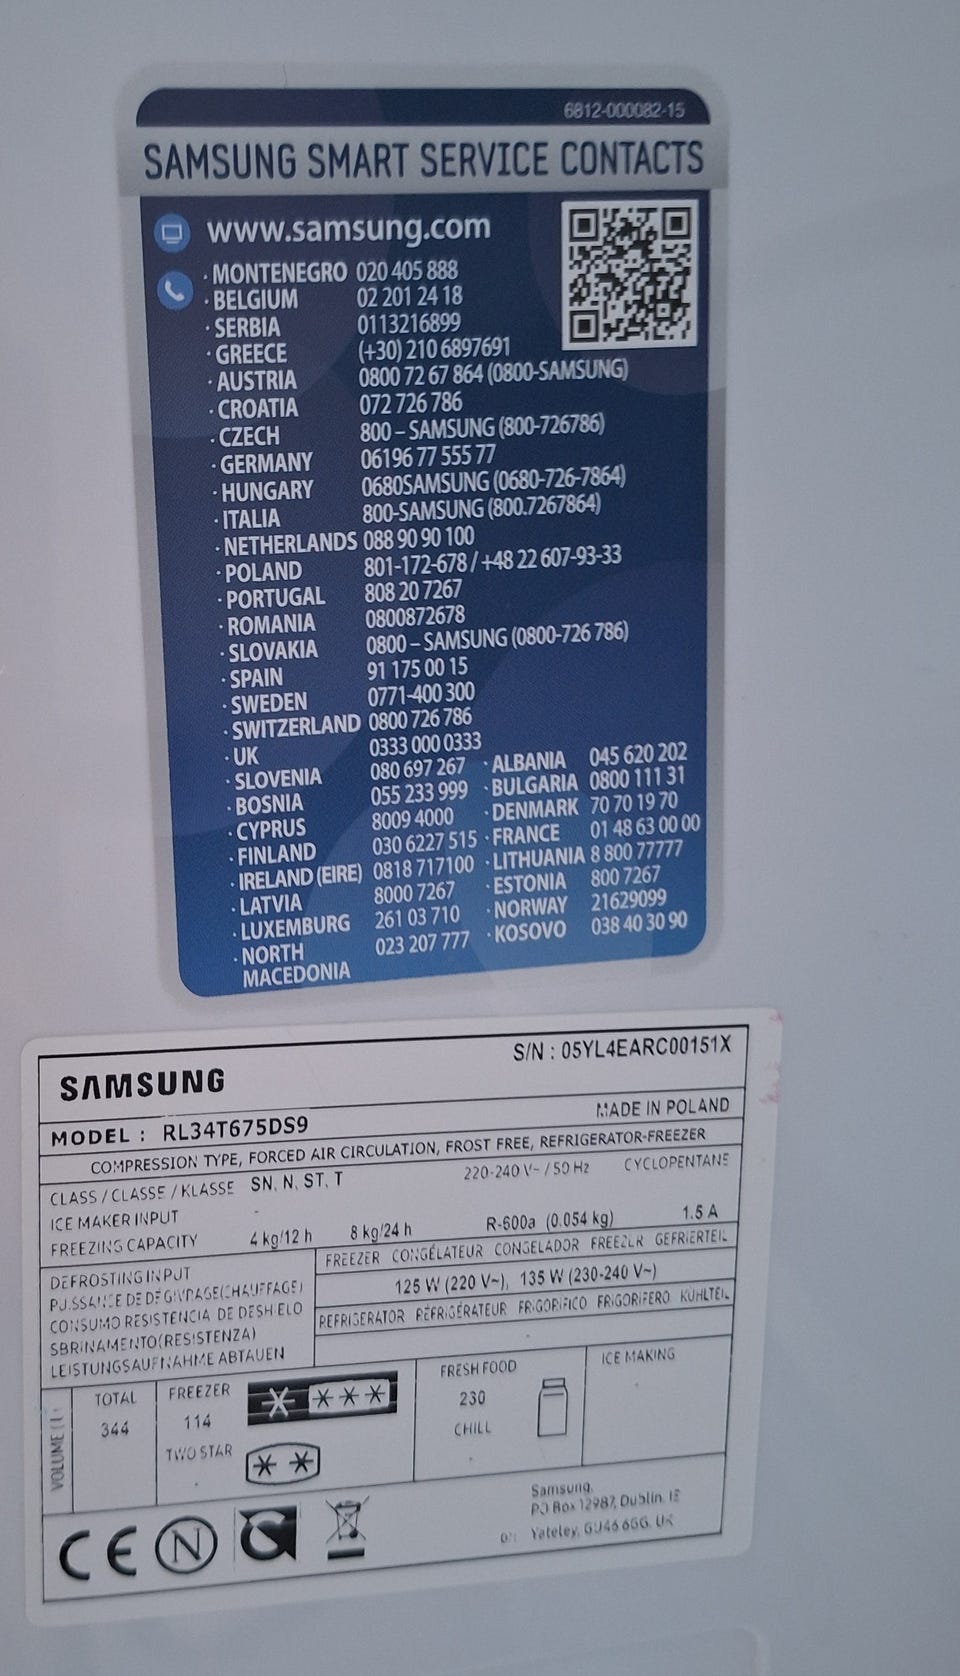 6812-000082-15
SAMSUNG SMART SERVICE CONTACTS
www.samsung.com
· MONTENEGRO 020 405 888
· BELGIUM 02 201 24 18
· SERBIA 0113216899
· GREECE (+30) 210 6897691
· AUSTRIA 0800 72 67 864 (0800-SAMSUNG)
· CROATIA 072 726 786
· CZECH 800 – SAMSUNG (800-726786)
· GERMANY 06196 77 555 77
· HUNGARY 0680SAMSUNG (0680-726-7864)
· ITALIA 800-SAMSUNG (800.7267864)
· NETHERLANDS 088 90 90 100
· POLAND 801-172-678 / +48 22 607-93-33
· PORTUGAL 808 20 7267
· ROMANIA 0800872678
· SLOVAKIA 0800 – SAMSUNG (0800-726 786)
· SPAIN 91 175 00 15
· SWEDEN 0771-400 300
· SWITZERLAND 0800 726 786
· UK 0333 000 0333
· SLOVENIA 080 697 267 · ALBANIA 045 620 202
· BOSNIA 055 233 999 · BULGARIA 0800 111 31
· CYPRUS 8009 4000 · DENMARK 70 70 19 70
· FINLAND 030 6227 515 · FRANCE 01 48 63 00 00
· IRELAND (EIRE) 0818 717100 · LITHUANIA 8 800 77777
· LATVIA 8000 7267 · ESTONIA 800 7267
· LUXEMBURG 261 03 710 · NORWAY 21629099
· NORTH 023 207 777 · KOSOVO 038 40 30 90
MACEDONIA
S/N : 05YL4EARC00151X
SAMSUNG
MADE IN POLAND
MODEL : RL34T675DS9
COMPRESSION TYPE, FORCED AIR CIRCULATION, FROST FREE, REFRIGERATOR-FREEZER
CLASS / CLASSE / KLASSE SN, N, ST, T 220-240 V~ / 50 Hz CYCLOPENTANE
ICE MAKER INPUT -
FREEZING CAPACITY 4 kg/12 h 8 kg/24 h R-600a (0.054 kg) 1.5 A
FREEZER CONGÉLATEUR CONGELADOR FREEZER GEFRIERTEIL
DEFROSTING INPUT
PUISSANCE DE DÉGIVRAGE(CHAUFFAGE)
CONSUMO RESISTENCIA DE DESHIELO
SBRINAMENTO(RESISTENZA)
LEISTUNGSAUFNAHME ABTAUEN
125 W (220 V~), 135 W (230-240 V~)
REFRIGERATOR RÉFRIGÉRATEUR FRIGORÍFICO FRIGORIFERO KÜHLTEIL
-
VOLUME
TOTAL
344
FREEZER
114
TWO STAR
-
FRESH FOOD
230
CHILL
-
ICE MAKING
-
CE
N
Samsung,
PO Box 12987, Dublin. IE
Yateley, GU46 6GG. UK